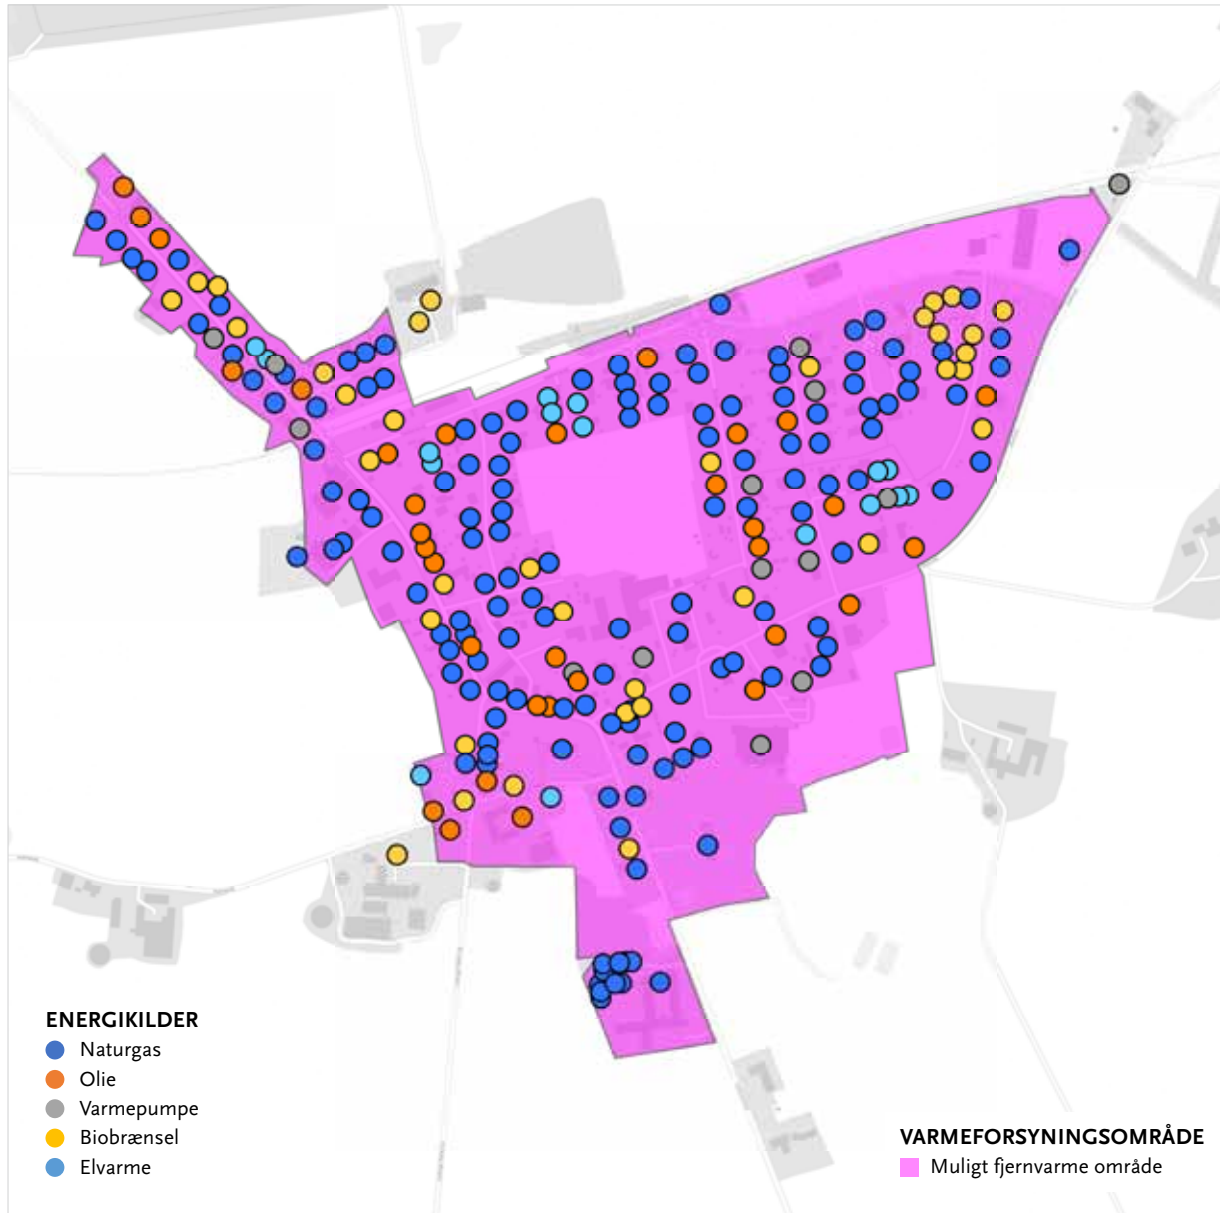 ENERGIKILDER
Naturgas
Olie
Varmepumpe
Biobrænsel
Elvarme
VARMEFORSYNINGSOMRÅDE
Muligt fjernvarme område